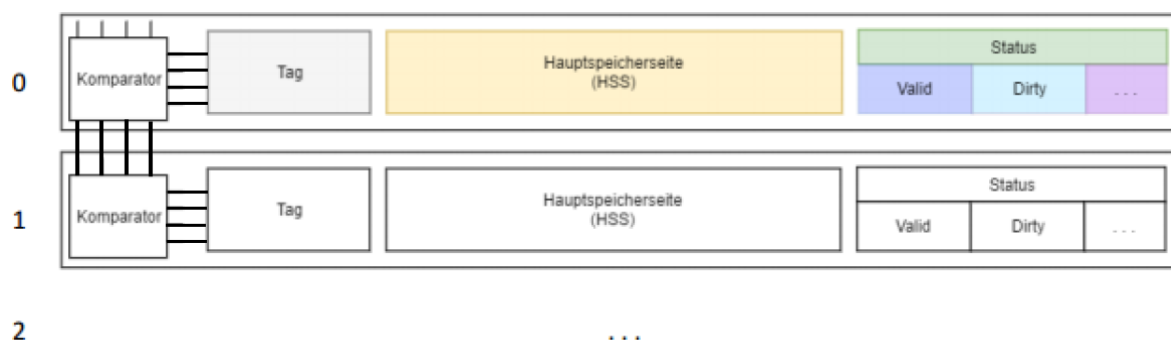 0
Komparator
Tag
Hauptspeicherseite
(HSS)
Status
Valid
Dirty
...
1
Komparator
Tag
Hauptspeicherseite
(HSS)
Status
Valid
Dirty
...
2
...